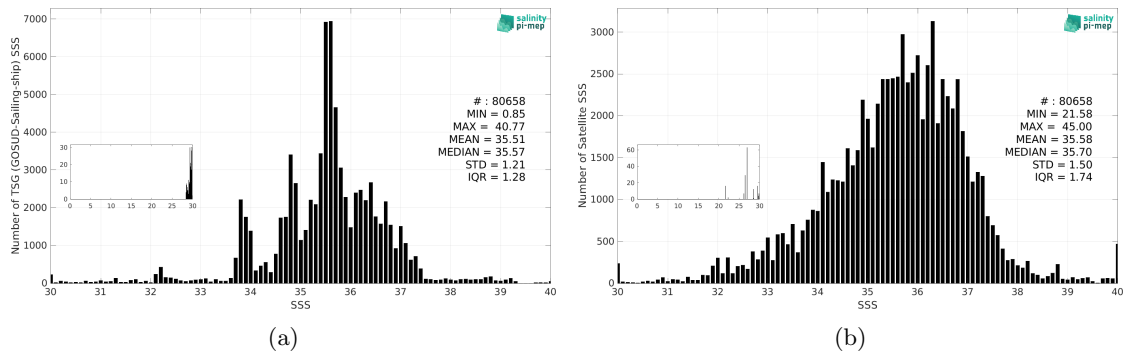 7000
6000
5000
4000
3000
2000
1000
0
Number of TSG (GOSUD-Sailing-ship) SSS
salinity
pi-mep
# : 80658
MIN = 0.85
MAX = 40.77
MEAN = 35.51
MEDIAN = 35.57
STD = 1.21
IQR = 1.28
30
20
10
0
0 5 10 15 20 25 30
30 31 32 33 34 35 36 37 38 39 40
SSS
(a)
3000
2500
2000
1500
1000
500
0
Number of Satellite SSS
salinity
pi-mep
# : 80658
MIN = 21.58
MAX = 45.00
MEAN = 35.58
MEDIAN = 35.70
STD = 1.50
IQR = 1.74
60
40
20
0
0 5 10 15 20 25 30
30 31 32 33 34 35 36 37 38 39 40
SSS
(b)